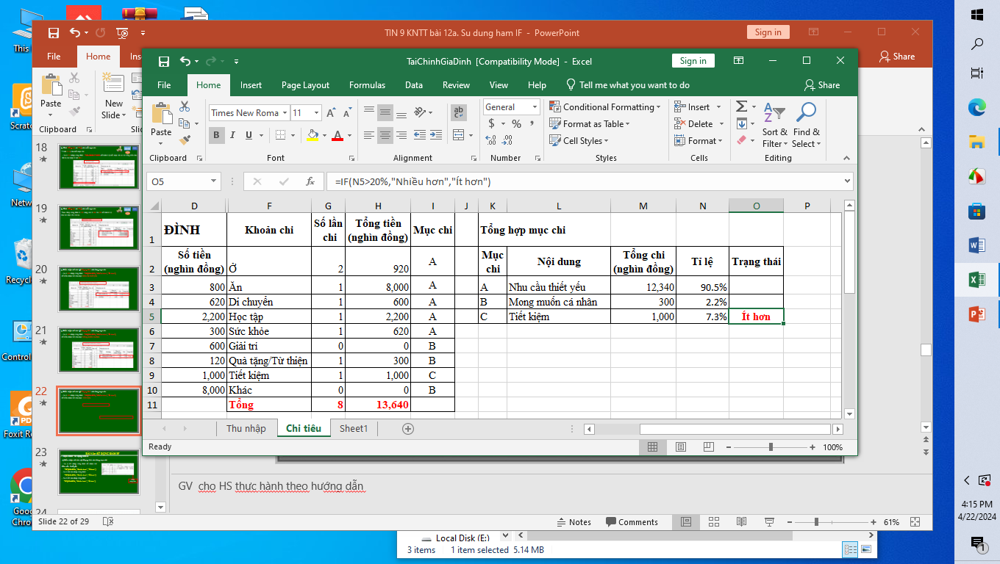 This
Netw
Recycl
Control
Foxit Re
Goog
Chro
TIN 9 KNTT bài 12a. Su dung ham IF - PowerPoint
Sign in
File
Home
Ins
Share
Paste
New
Slide
Clipboard
18
19
20
21
22
23
24
TaiChinhGiaDinh [Compatibility Mode] - Excel
Sign in
File Home Insert Page Layout Formulas Data Review View Help Tell me what you want to do Share
Paste
Times New Roma 11
B I U
General
$ % ,
Conditional Formatting
Format as Table
Cell Styles
Insert
Delete
Format
Sort &
Filter
Find &
Select
Clipboard Font Alignment Number Styles Cells Editing
O5 fx =IF(N5>20%,"Nhiều hơn","Ít hơn")
D F G H I J K L M N O P
1 ĐÌNH Khoản chi Số lần chi Tổng tiền (nghìn đồng) Mục chi Tổng hợp mục chi
2 Số tiền (nghìn đồng) Ở 2 920 A Mục chi Nội dung Tổng chi (nghìn đồng) Tỉ lệ Trạng thái
3 800 Ăn 1 8,000 A A Nhu cầu thiết yếu 12,340 90.5%
4 620 Di chuyển 1 600 A B Mong muốn cá nhân 300 2.2%
5 2,200 Học tập 1 2,200 A C Tiết kiệm 1,000 7.3% Ít hơn
6 300 Sức khỏe 1 620 A
7 600 Giải trí 0 0 B
8 120 Quà tặng/Từ thiện 1 300 B
9 1,000 Tiết kiệm 1 1,000 C
10 8,000 Khác 0 0 B
11 Tổng 8 13,640
Thu nhập Chi tiêu Sheet1
Ready
100%
GV cho HS thực hành theo hướng dẫn
Slide 22 of 29
Notes Comments
61%
Local Disk (E:)
3 items 1 item selected 5.14 MB
4:15 PM
4/22/2024
1